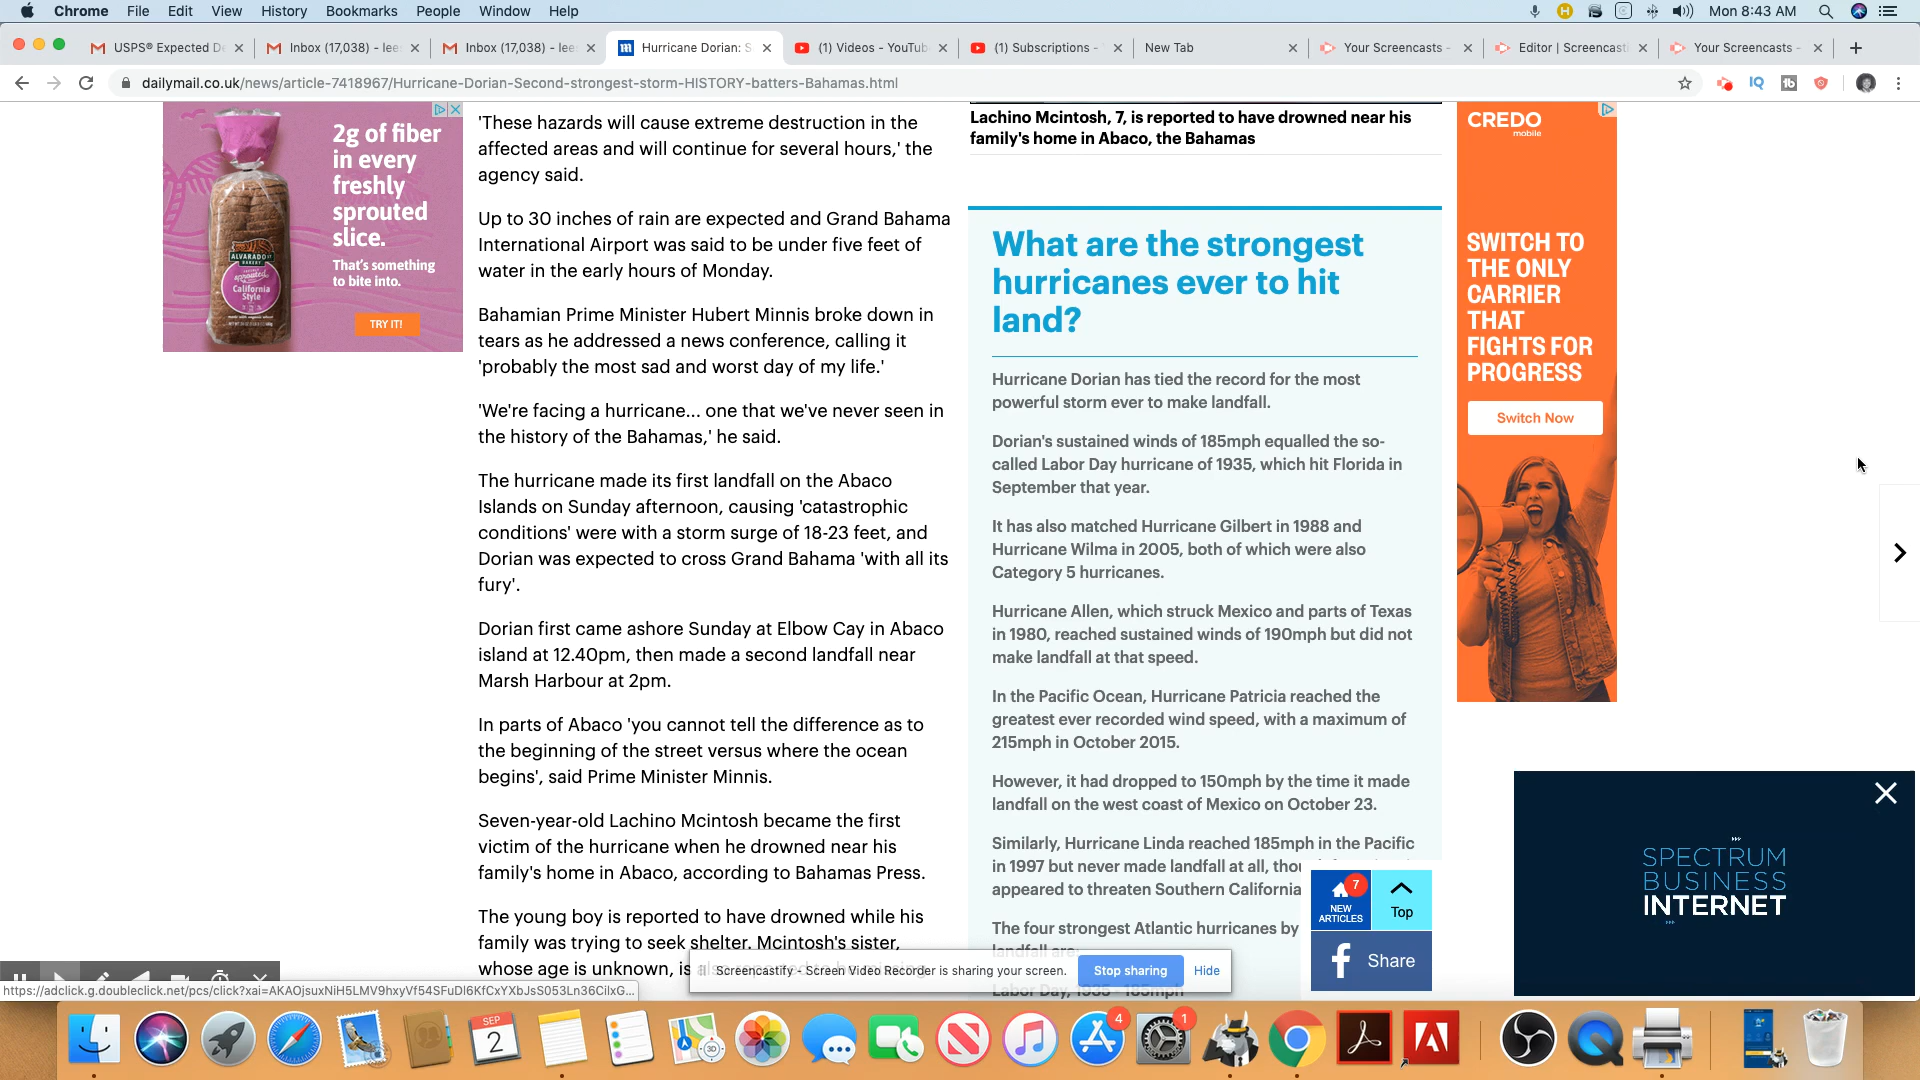 Chrome File Edit View History Bookmarks People Window Help
Mon 8:43 AM
USPS® Expected De
Inbox (17,038) - lee
Inbox (17,038) - lee
Hurricane Dorian: S
(1) Videos - YouTub
(1) Subscriptions -
New Tab
Your Screencasts -
Editor | Screencasti
Your Screencasts -
dailymail.co.uk/news/article-7418967/Hurricane-Dorian-Second-strongest-storm-HISTORY-batters-Bahamas.html
2g of fiber
in every
freshly
sprouted
slice.
That's something
to bite into.
TRY IT!
ALVARADO ST
BAKERY
California
Style
'These hazards will cause extreme destruction in the
affected areas and will continue for several hours,' the
agency said.
Up to 30 inches of rain are expected and Grand Bahama
International Airport was said to be under five feet of
water in the early hours of Monday.
Bahamian Prime Minister Hubert Minnis broke down in
tears as he addressed a news conference, calling it
'probably the most sad and worst day of my life.'
'We're facing a hurricane... one that we've never seen in
the history of the Bahamas,' he said.
The hurricane made its first landfall on the Abaco
Islands on Sunday afternoon, causing 'catastrophic
conditions' were with a storm surge of 18-23 feet, and
Dorian was expected to cross Grand Bahama 'with all its
fury'.
Dorian first came ashore Sunday at Elbow Cay in Abaco
island at 12.40pm, then made a second landfall near
Marsh Harbour at 2pm.
In parts of Abaco 'you cannot tell the difference as to
the beginning of the street versus where the ocean
begins', said Prime Minister Minnis.
Seven-year-old Lachino Mcintosh became the first
victim of the hurricane when he drowned near his
family's home in Abaco, according to Bahamas Press.
The young boy is reported to have drowned while his
family was trying to seek shelter. Mcintosh's sister,
whose age is unknown, is
Lachino Mcintosh, 7, is reported to have drowned near his
family's home in Abaco, the Bahamas
What are the strongest
hurricanes ever to hit
land?
Hurricane Dorian has tied the record for the most
powerful storm ever to make landfall.
Dorian's sustained winds of 185mph equalled the so-
called Labor Day hurricane of 1935, which hit Florida in
September that year.
It has also matched Hurricane Gilbert in 1988 and
Hurricane Wilma in 2005, both of which were also
Category 5 hurricanes.
Hurricane Allen, which struck Mexico and parts of Texas
in 1980, reached sustained winds of 190mph but did not
make landfall at that speed.
In the Pacific Ocean, Hurricane Patricia reached the
greatest ever recorded wind speed, with a maximum of
215mph in October 2015.
However, it had dropped to 150mph by the time it made
landfall on the west coast of Mexico on October 23.
Similarly, Hurricane Linda reached 185mph in the Pacific
in 1997 but never made landfall at all,
appeared to threaten Southern California
The four strongest Atlantic hurricanes by
landfall are:
Labor Day, 1935 - 185mph
CREDO
mobile
SWITCH TO
THE ONLY
CARRIER
THAT
FIGHTS FOR
PROGRESS
Switch Now
7
NEW
ARTICLES
Top
Share
SPECTRUM
BUSINESS
INTERNET
Screencastify - Screen Video Recorder is sharing your screen.
Stop sharing
Hide
https://adclick.g.doubleclick.net/pcs/click?xai=
SEP
2
3D
4
1